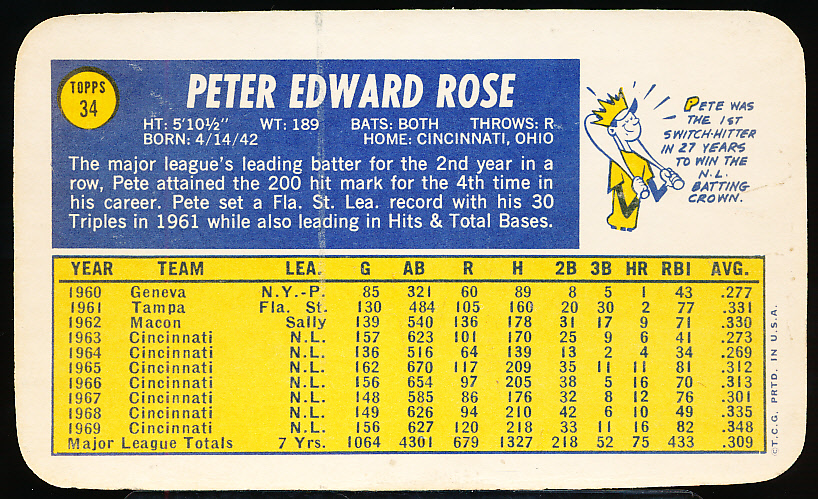 TOPPS
34
PETER EDWARD ROSE
HT: 5'10½" WT: 189 BATS: BOTH THROWS: R
BORN: 4/14/42 HOME: CINCINNATI, OHIO
The major league's leading batter for the 2nd year in a
row, Pete attained the 200 hit mark for the 4th time in
his career. Pete set a Fla. St. Lea. record with his 30
Triples in 1961 while also leading in Hits & Total Bases.
PETE WAS
THE 1ST
SWITCH-HITTER
IN 27 YEARS
TO WIN THE
N.L.
BATTING
CROWN.
YEAR TEAM LEA. G AB R H 2B 3B HR RBI AVG.
1960 Geneva N.Y.-P. 85 321 60 89 8 5 1 43 .277
1961 Tampa Fla. St. 130 484 105 160 20 30 2 77 .331
1962 Macon Sally 139 540 136 178 31 17 9 71 .330
1963 Cincinnati N.L. 157 623 101 170 25 9 6 41 .273
1964 Cincinnati N.L. 136 516 64 139 13 2 4 34 .269
1965 Cincinnati N.L. 162 670 117 209 35 11 11 81 .312
1966 Cincinnati N.L. 156 654 97 205 38 5 16 70 .313
1967 Cincinnati N.L. 148 585 86 176 32 8 12 76 .301
1968 Cincinnati N.L. 149 626 94 210 42 6 10 49 .335
1969 Cincinnati N.L. 156 627 120 218 33 11 16 82 .348
Major League Totals 7 Yrs. 1064 4301 679 1327 218 52 75 433 .309
©T.C.G. PRTD. IN U.S.A.